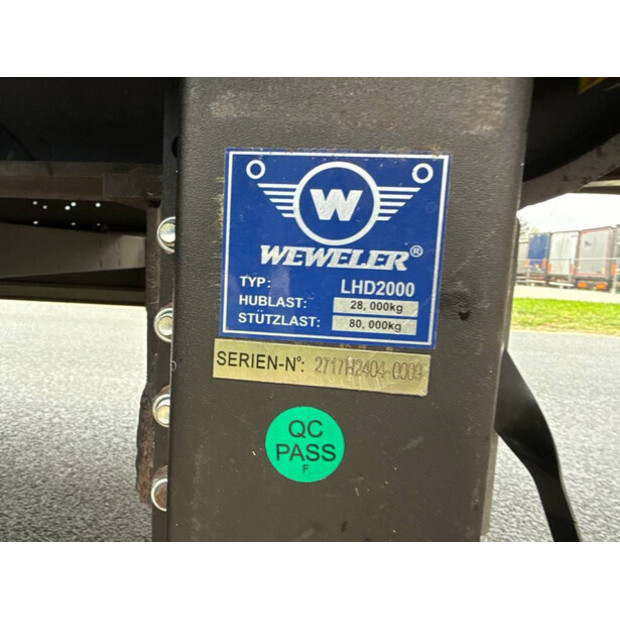 W
WEWELER®
TYP: LHD2000
HUBLAST: 28,000kg
STÜTZLAST: 80,000kg
SERIEN-N°: 2717H2404-0009
QC
PASS
F